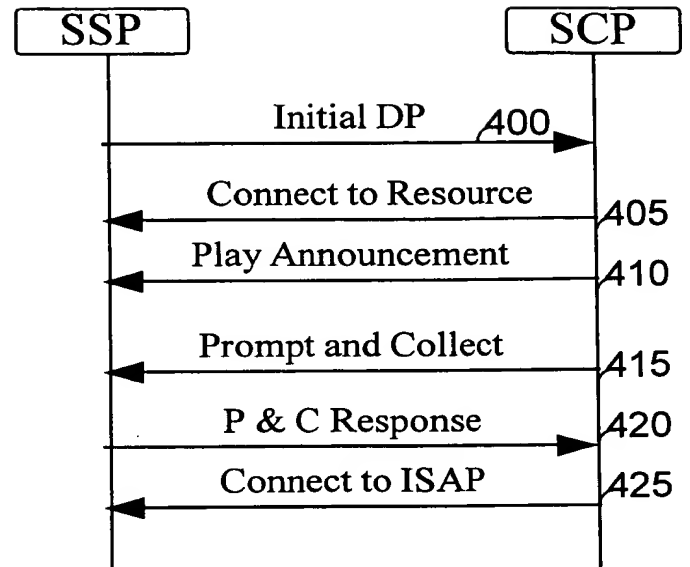 SSP SCP
Initial DP 400
Connect to Resource 405
Play Announcement 410
Prompt and Collect 415
P & C Response 420
Connect to ISAP 425